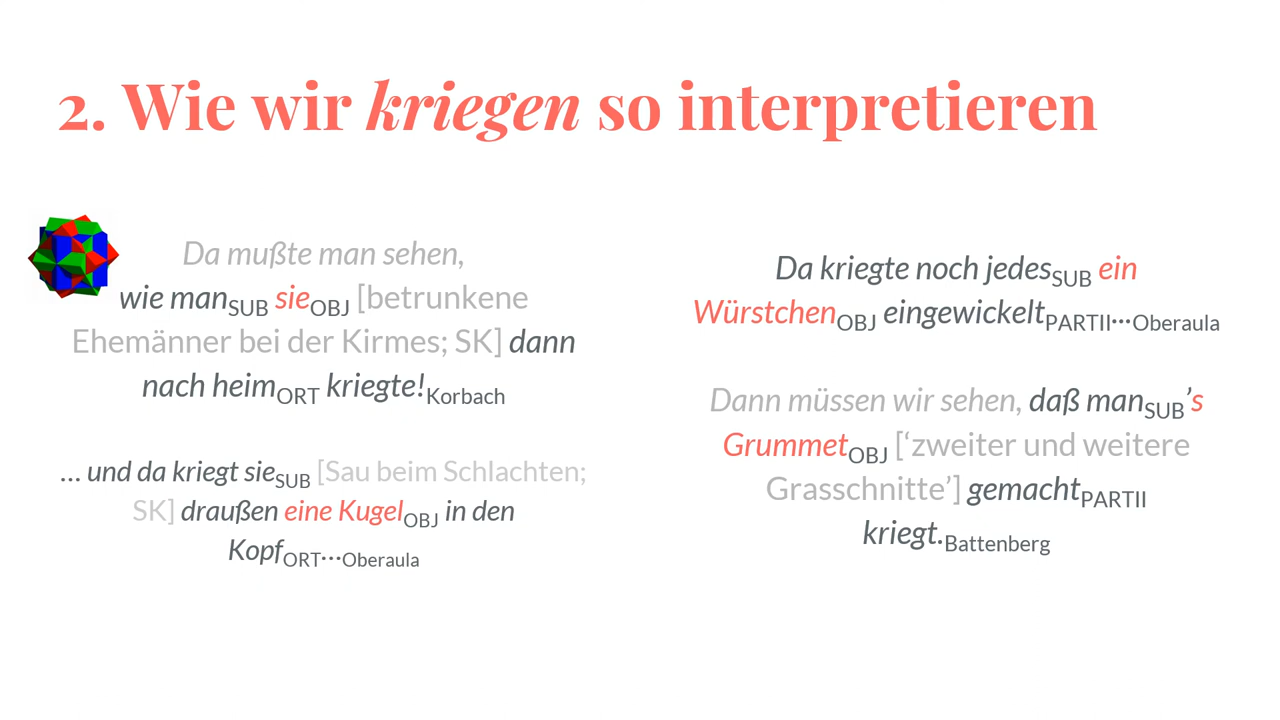 2. Wie wir kriegen so interpretieren
Da mußte man sehen,
wie manSUB sieOBJ [betrunkene
Ehemänner bei der Kirmes; SK] dann
nach heimORT kriegte!Korbach
… und da kriegt sieSUB [Sau beim Schlachten;
SK] draußen eine KugelOBJ in den
KopfORT…Oberaula
Da kriegte noch jedesSUB ein
WürstchenOBJ eingewickeltPARTII…Oberaula
Dann müssen wir sehen, daß manSUB’s
GrummetOBJ [‘zweiter und weitere
Grasschnitte’] gemachtPARTII
kriegt.Battenberg